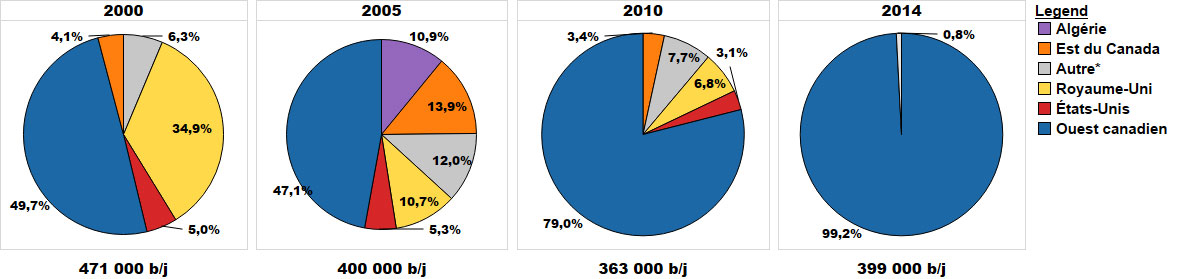 2000
4,1%
6,3%
34,9%
49,7%
5,0%
471 000 b/j
2005
10,9%
13,9%
12,0%
47,1%
10,7%
5,3%
400 000 b/j
2010
3,4%
7,7%
3,1%
6,8%
79,0%
363 000 b/j
2014
0,8%
99,2%
399 000 b/j
Legend
Algérie
Est du Canada
Autre*
Royaume-Uni
États-Unis
Ouest canadien